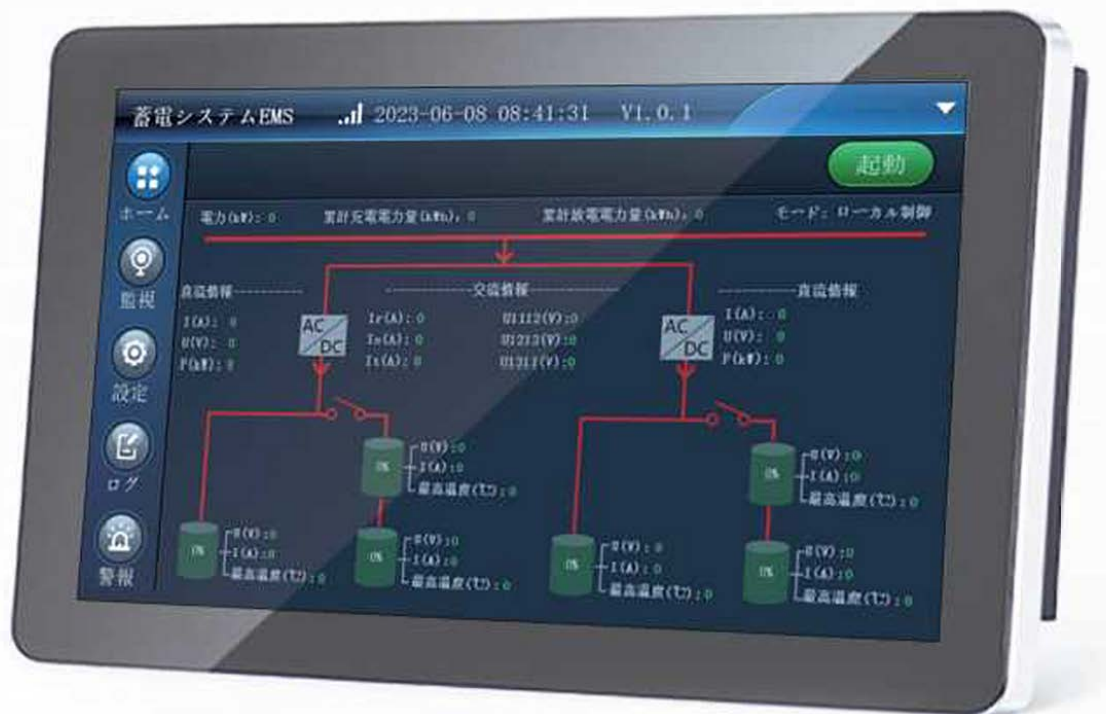 蓄電システムEMS 2023-06-08 08:41:31 V1.0.1
起動
ホーム
監視
設定
ログ
警報
電力(kW): 0 累計充電電力量(kWh): 0 累計放電電力量(kWh): 0 モード: ローカル制御
直流情報 交流情報 直流情報
I(A): 0
U(V): 0
P(kW): 0
AC
DC
Ir(A): 0
Is(A): 0
It(A): 0
U1112(V):0
U1213(V):0
U1311(V):0
AC
DC
I(A): 0
U(V): 0
P(kW): 0
0%
U(V):0
I(A):0
最高温度(℃):0
0%
U(V):0
I(A):0
最高温度(℃):0
0%
U(V):0
I(A):0
最高温度(℃):0
0%
U(V):0
I(A):0
最高温度(℃):0
0%
U(V):0
I(A):0
最高温度(℃):0
0%
U(V):0
I(A):0
最高温度(℃):0